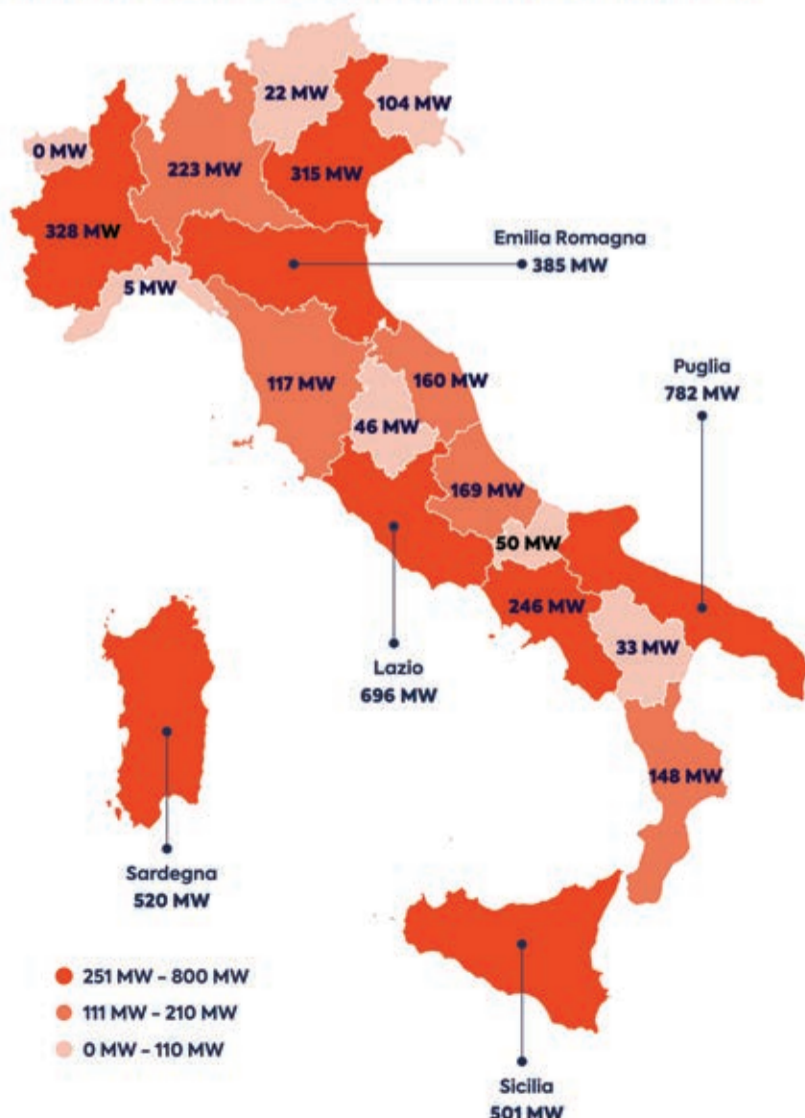 22 MW
104 MW
0 MW
223 MW
315 MW
328 MW
Emilia Romagna
385 MW
5 MW
117 MW
160 MW
Puglia
782 MW
46 MW
169 MW
50 MW
246 MW
33 MW
Lazio
696 MW
148 MW
Sardegna
520 MW
251 MW – 800 MW
111 MW – 210 MW
0 MW – 110 MW
Sicilia
501 MW